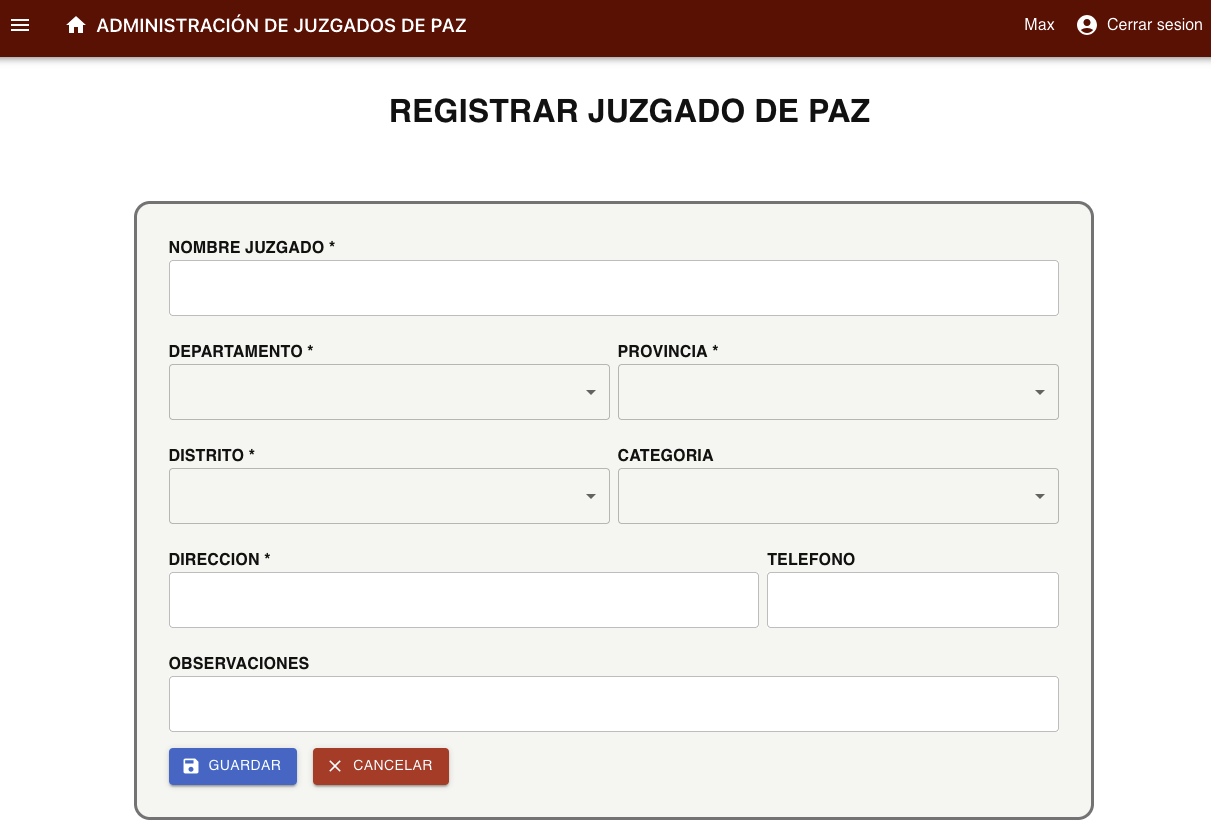 ADMINISTRACIÓN DE JUZGADOS DE PAZ Max Cerrar sesion
REGISTRAR JUZGADO DE PAZ
NOMBRE JUZGADO *
DEPARTAMENTO * PROVINCIA *
DISTRITO * CATEGORIA
DIRECCION * TELEFONO
OBSERVACIONES
GUARDAR CANCELAR